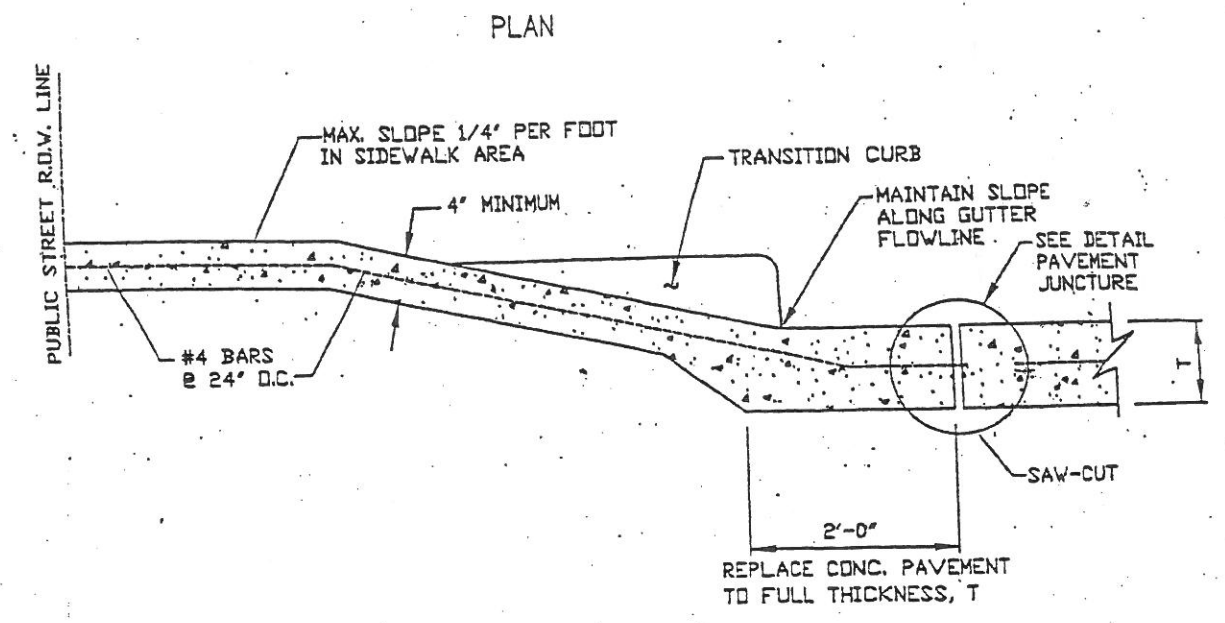 PLAN
PUBLIC STREET R.O.W. LINE
MAX. SLOPE 1/4" PER FOOT
IN SIDEWALK AREA
4" MINIMUM
TRANSITION CURB
MAINTAIN SLOPE
ALONG GUTTER
FLOWLINE.
SEE DETAIL
PAVEMENT
JUNCTURE
#4 BARS
@ 24" O.C.
T
SAW-CUT
2'-0"
REPLACE CONC. PAVEMENT
TO FULL THICKNESS, T